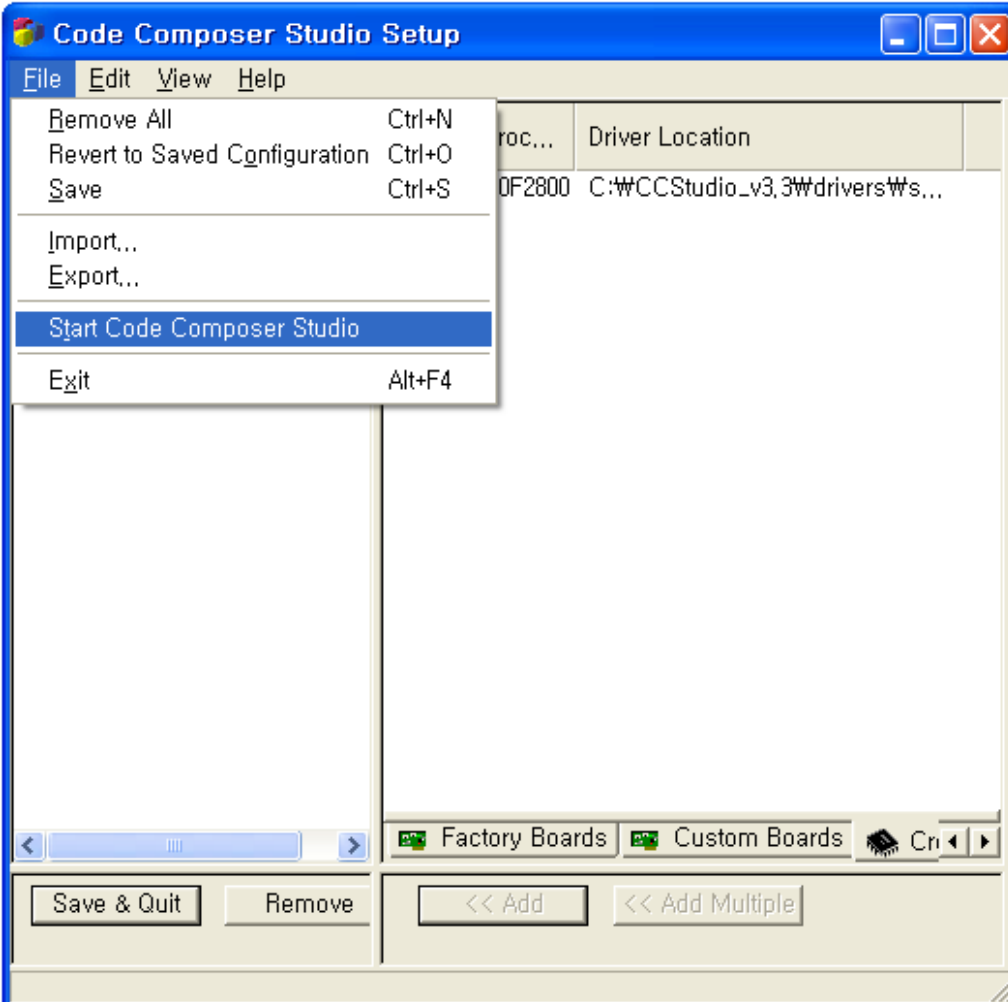 Code Composer Studio Setup
File Edit View Help
Remove All Ctrl+N
Revert to Saved Configuration Ctrl+O
Save Ctrl+S
Import...
Export...
Start Code Composer Studio
Exit Alt+F4
roc... Driver Location
0F2800 C:₩CCStudio_v3.3₩drivers₩s...
Factory Boards Custom Boards Cr
Save & Quit Remove << Add << Add Multiple